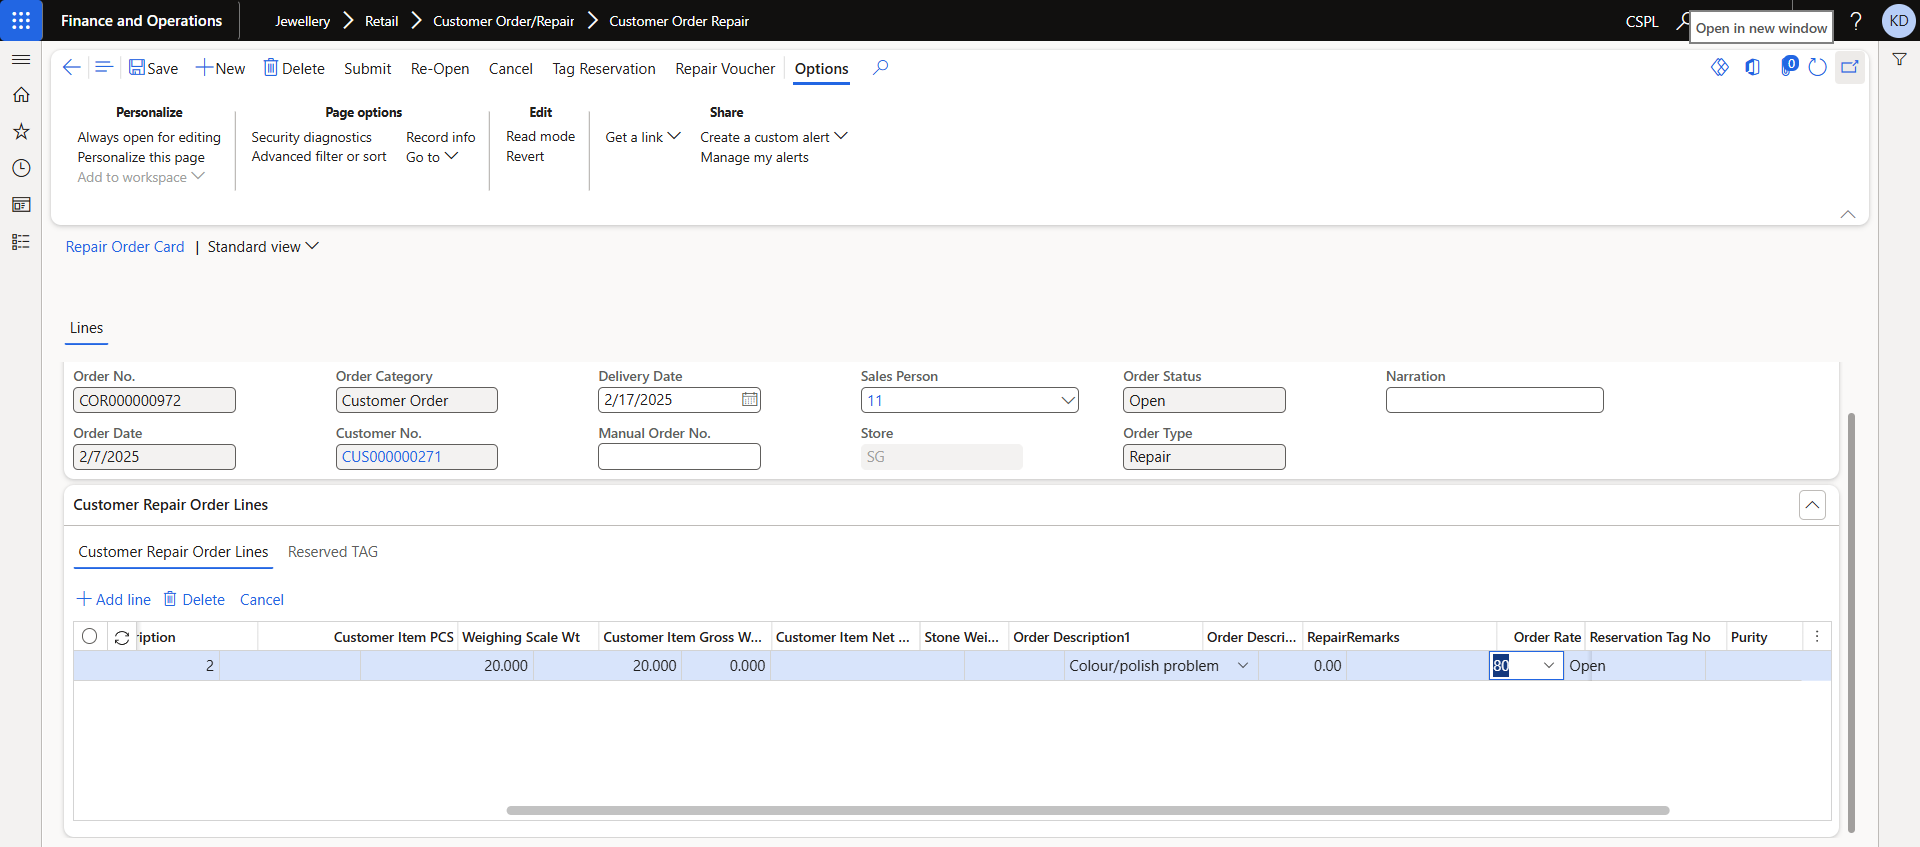 Finance and Operations
Jewellery Retail Customer Order/Repair Customer Order Repair
CSPL
Open in new window
? KD
Save New Delete Submit Re-Open Cancel Tag Reservation Repair Voucher Options
0
Personalize
Always open for editing
Personalize this page
Add to workspace
Page options
Security diagnostics Record info
Advanced filter or sort Go to
Edit
Read mode
Revert
Get a link
Share
Create a custom alert
Manage my alerts
Repair Order Card | Standard view
Lines
Order No. Order Category Delivery Date Sales Person Order Status Narration
COR000000972 Customer Order 2/17/2025 11 Open
Order Date Customer No. Manual Order No. Store Order Type
2/7/2025 CUS000000271 SG Repair
Customer Repair Order Lines
Customer Repair Order Lines Reserved TAG
Add line Delete Cancel
iption Customer Item PCS Weighing Scale Wt Customer Item Gross W... Customer Item Net ... Stone Wei... Order Description1 Order Descri... RepairRemarks Order Rate Reservation Tag No Purity
2 20.000 20.000 0.000 Colour/polish problem 0.00 80 Open